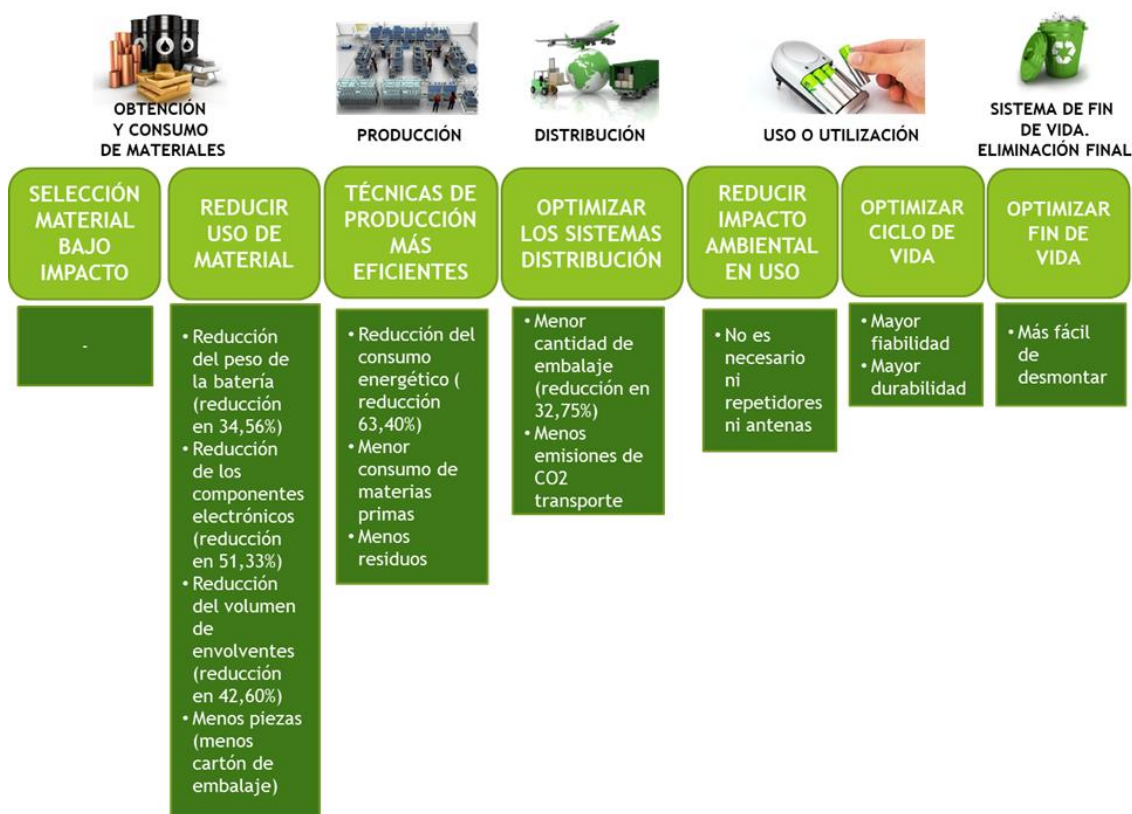 OBTENCIÓN
Y CONSUMO
DE MATERIALES
PRODUCCIÓN
DISTRIBUCIÓN
USO O UTILIZACIÓN
SISTEMA DE FIN
DE VIDA.
ELIMINACIÓN FINAL
SELECCIÓN
MATERIAL
BAJO
IMPACTO
REDUCIR
USO DE
MATERIAL
TÉCNICAS DE
PRODUCCIÓN
MÁS
EFICIENTES
OPTIMIZAR
LOS SISTEMAS
DISTRIBUCIÓN
REDUCIR
IMPACTO
AMBIENTAL
EN USO
OPTIMIZAR
CICLO DE
VIDA
OPTIMIZAR
FIN DE
VIDA
-
• Reducción
del peso de
la batería
(reducción
en 34,56%)
• Reducción
de los
componentes
electrónicos
(reducción
en 51,33%)
• Reducción
del volumen
de
envolventes
(reducción
en 42,60%)
• Menos piezas
(menos
cartón de
embalaje)
• Reducción del
consumo
energético (
reducción
63,40%)
• Menor
consumo de
materias
primas
• Menos
residuos
• Menor
cantidad de
embalaje
(reducción en
32,75%)
• Menos
emisiones de
CO2
transporte
• No es
necesario ni
repetidores
ni antenas
• Mayor
fiabilidad
• Mayor
durabilidad
• Más fácil
de
desmontar